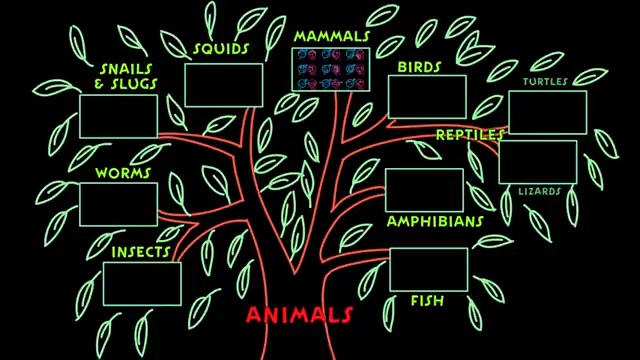 MAMMALS
SQUIDS
SNAILS
& SLUGS
BIRDS
TURTLES
REPTILES
WORMS
LIZARDS
AMPHIBIANS
INSECTS
FISH
ANIMALS